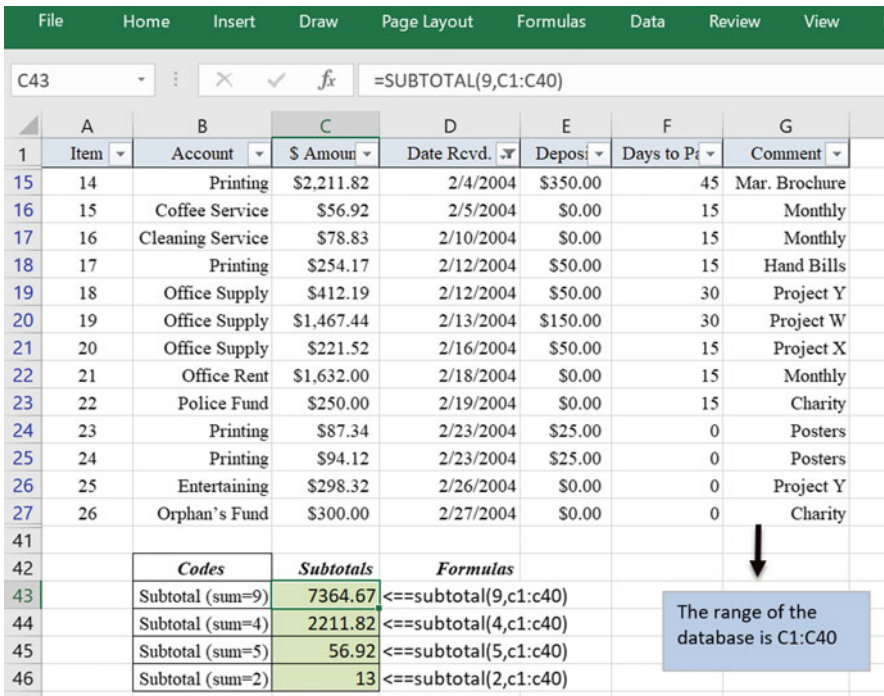 File Home Insert Draw Page Layout Formulas Data Review View
C43 fx =SUBTOTAL(9,C1:C40)
A B C D E F G
1 Item Account $ Amoun Date Rcvd. Deposi Days to Pa Comment
15 14 Printing $2,211.82 2/4/2004 $350.00 45 Mar. Brochure
16 15 Coffee Service $56.92 2/5/2004 $0.00 15 Monthly
17 16 Cleaning Service $78.83 2/10/2004 $0.00 15 Monthly
18 17 Printing $254.17 2/12/2004 $50.00 15 Hand Bills
19 18 Office Supply $412.19 2/12/2004 $50.00 30 Project Y
20 19 Office Supply $1,467.44 2/13/2004 $150.00 30 Project W
21 20 Office Supply $221.52 2/16/2004 $50.00 15 Project X
22 21 Office Rent $1,632.00 2/18/2004 $0.00 15 Monthly
23 22 Police Fund $250.00 2/19/2004 $0.00 15 Charity
24 23 Printing $87.34 2/23/2004 $25.00 0 Posters
25 24 Printing $94.12 2/23/2004 $25.00 0 Posters
26 25 Entertaining $298.32 2/26/2004 $0.00 0 Project Y
27 26 Orphan's Fund $300.00 2/27/2004 $0.00 0 Charity
41
42 Codes Subtotals Formulas
43 Subtotal (sum=9) 7364.67 <==subtotal(9,c1:c40)
44 Subtotal (sum=4) 2211.82 <==subtotal(4,c1:c40)
45 Subtotal (sum=5) 56.92 <==subtotal(5,c1:c40)
46 Subtotal (sum=2) 13 <==subtotal(2,c1:c40)
The range of the
database is C1:C40